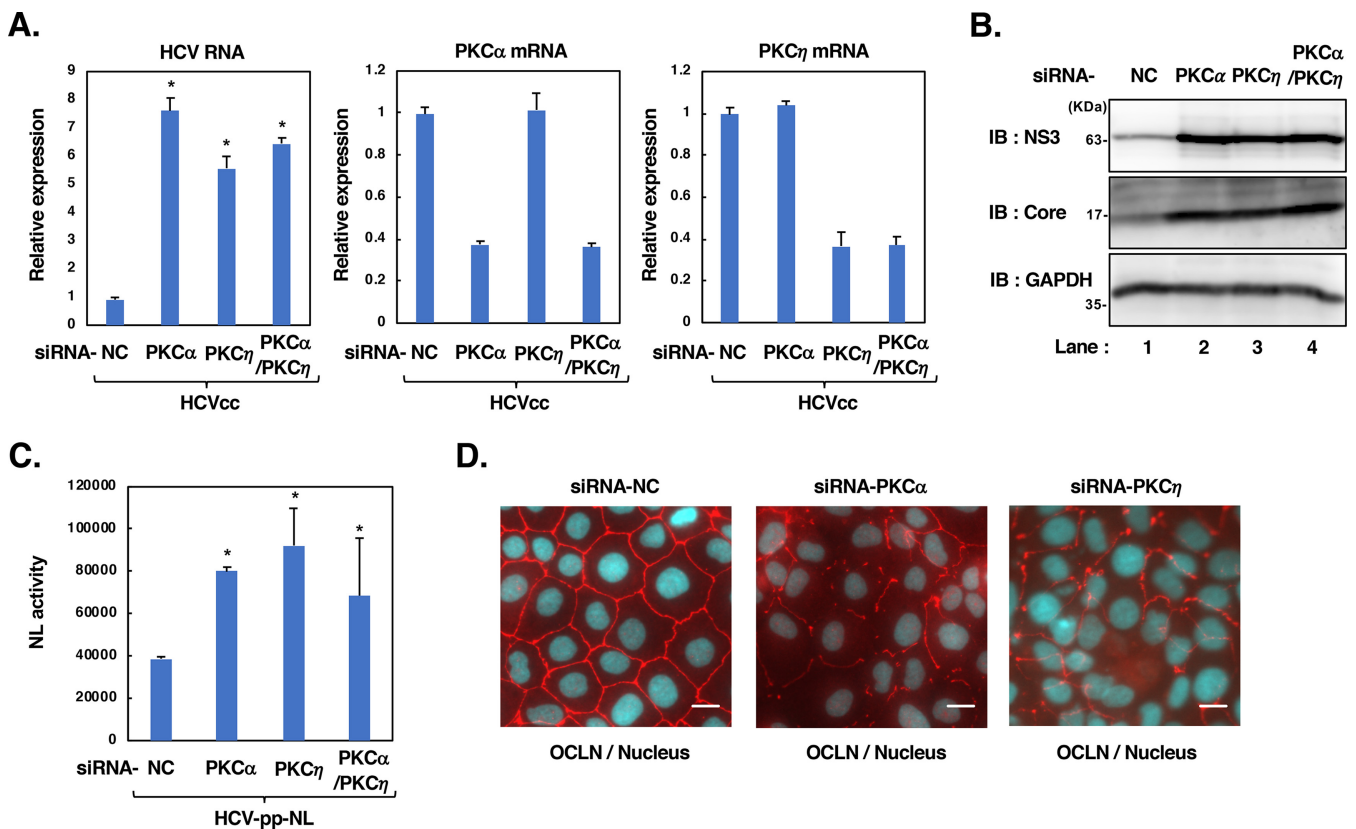 A.
HCV RNA
Relative expression
9
8
7
6
5
4
3
2
1
0
*
*
*
siRNA- NC PKCα PKCη PKCα
/PKCη
HCVcc
PKCα mRNA
Relative expression
1.2
1
0.8
0.6
0.4
0.2
0
siRNA- NC PKCα PKCη PKCα
/PKCη
HCVcc
PKCη mRNA
Relative expression
1.2
1
0.8
0.6
0.4
0.2
0
siRNA- NC PKCα PKCη PKCα
/PKCη
HCVcc
B.
siRNA- NC PKCα PKCη PKCα
/PKCη
(KDa)
IB : NS3 63-
IB : Core 17-
IB : GAPDH
35-
Lane : 1 2 3 4
C.
NL activity
120000
100000
80000
60000
40000
20000
0
*
*
*
siRNA- NC PKCα PKCη PKCα
/PKCη
HCV-pp-NL
D.
siRNA-NC siRNA-PKCα siRNA-PKCη
OCLN / Nucleus OCLN / Nucleus OCLN / Nucleus